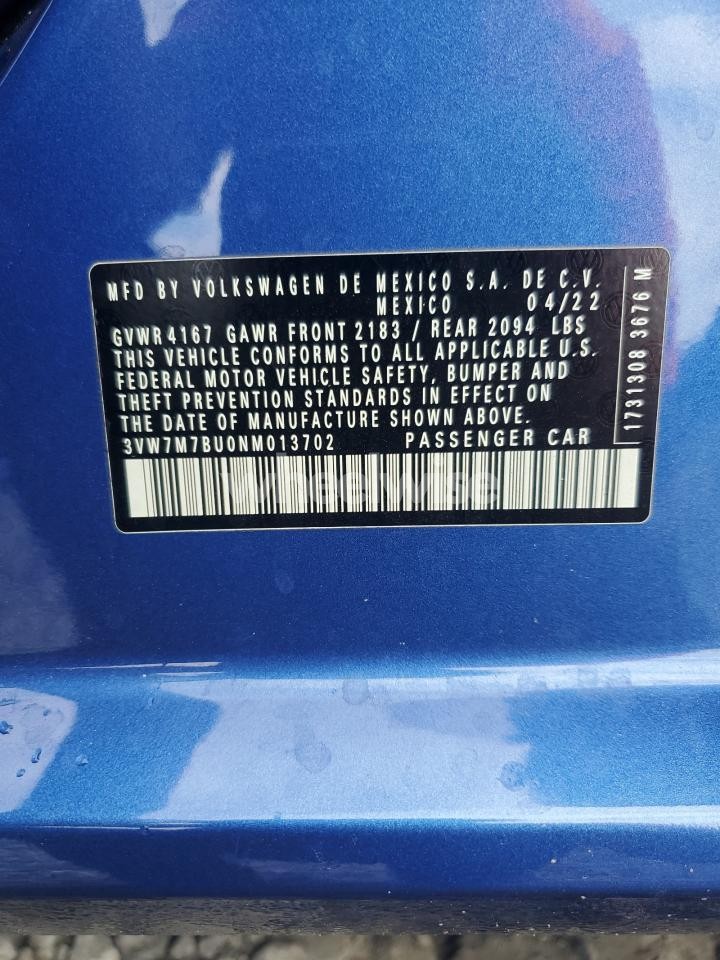 MFD BY VOLKSWAGEN DE MEXICO S.A. DE C.V.
MEXICO 04/22
GVWR 4167 GAWR FRONT 2183 / REAR 2094 LBS
THIS VEHICLE CONFORMS TO ALL APPLICABLE U.S.
FEDERAL MOTOR VEHICLE SAFETY, BUMPER AND
THEFT PREVENTION STANDARDS IN EFFECT ON
THE DATE OF MANUFACTURE SHOWN ABOVE.
3VW7M7BU0NM013702 PASSENGER CAR
1731308 3676 M
wheelwise